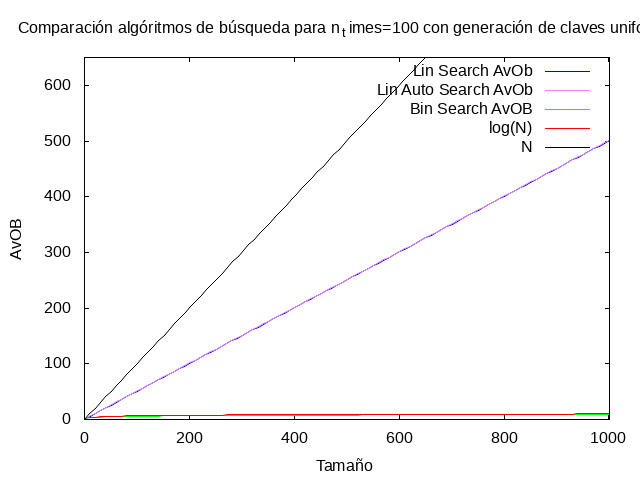 Comparación algóritmos de búsqueda para n_t imes=100 con generación de claves unifo
Lin Search AvOb
Lin Auto Search AvOb
Bin Search AvOB
log(N)
N
AvOB
600
500
400
300
200
100
0
0 200 400 600 800 1000
Tamaño